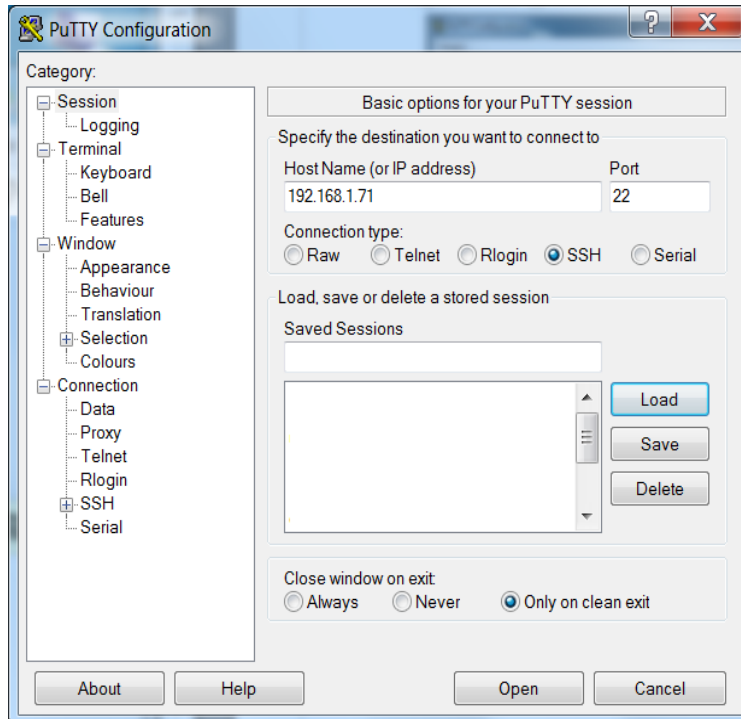 PuTTY Configuration
Category:
Session
Logging
Terminal
Keyboard
Bell
Features
Window
Appearance
Behaviour
Translation
Selection
Colours
Connection
Data
Proxy
Telnet
Rlogin
SSH
Serial
Basic options for your PuTTY session
Specify the destination you want to connect to
Host Name (or IP address) Port
192.168.1.71 22
Connection type:
Raw Telnet Rlogin SSH Serial
Load, save or delete a stored session
Saved Sessions
Load
Save
Delete
Close window on exit:
Always Never Only on clean exit
About Help Open Cancel